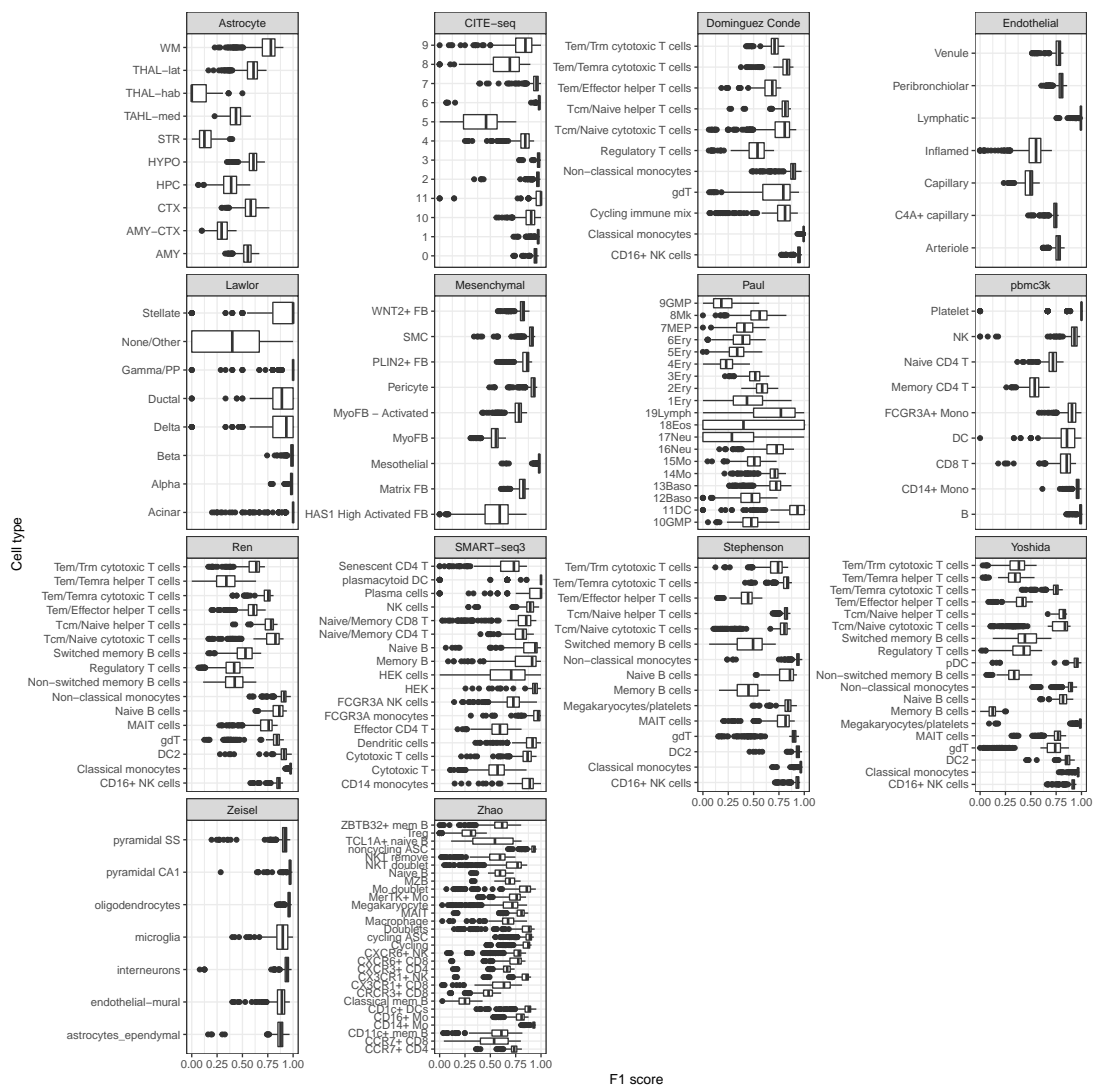 Astrocyte
WM
THAL−lat
THAL−hab
TAHL−med
STR
HYPO
HPC
CTX
AMY−CTX
AMY
CITE−seq
9
8
7
6
5
4
3
2
11
10
1
0
Dominguez Conde
Tem/Trm cytotoxic T cells
Tem/Temra cytotoxic T cells
Tem/Effector helper T cells
Tcm/Naive helper T cells
Tcm/Naive cytotoxic T cells
Regulatory T cells
Non−classical monocytes
gdT
Cycling immune mix
Classical monocytes
CD16+ NK cells
Endothelial
Venule
Peribronchiolar
Lymphatic
Inflamed
Capillary
C4A+ capillary
Arteriole
Lawlor
Stellate
None/Other
Gamma/PP
Ductal
Delta
Beta
Alpha
Acinar
Mesenchymal
WNT2+ FB
SMC
PLIN2+ FB
Pericyte
MyoFB − Activated
MyoFB
Mesothelial
Matrix FB
HAS1 High Activated FB
Paul
9GMP
8Mk
7MEP
6Ery
5Ery
4Ery
3Ery
2Ery
1Ery
19Lymph
18Eos
17Neu
16Neu
15Mo
14Mo
13Baso
12Baso
11DC
10GMP
pbmc3k
Platelet
NK
Naive CD4 T
Memory CD4 T
FCGR3A+ Mono
DC
CD8 T
CD14+ Mono
B
Ren
Tem/Trm cytotoxic T cells
Tem/Temra helper T cells
Tem/Temra cytotoxic T cells
Tem/Effector helper T cells
Tcm/Naive helper T cells
Tcm/Naive cytotoxic T cells
Switched memory B cells
Regulatory T cells
Non−switched memory B cells
Non−classical monocytes
Naive B cells
MAIT cells
gdT
DC2
Classical monocytes
CD16+ NK cells
SMART−seq3
Senescent CD4 T
plasmacytoid DC
Plasma cells
NK cells
Naive/Memory CD8 T
Naive/Memory CD4 T
Naive B
Memory B
HEK cells
HEK
FCGR3A NK cells
FCGR3A monocytes
Effector CD4 T
Dendritic cells
Cytotoxic T cells
Cytotoxic T
CD14 monocytes
Stephenson
Tem/Trm cytotoxic T cells
Tem/Temra cytotoxic T cells
Tem/Effector helper T cells
Tcm/Naive helper T cells
Tcm/Naive cytotoxic T cells
Switched memory B cells
Non−classical monocytes
Naive B cells
Memory B cells
Megakaryocytes/platelets
MAIT cells
gdT
DC2
Classical monocytes
CD16+ NK cells
0.00 0.25 0.50 0.75 1.00
Yoshida
Tem/Trm cytotoxic T cells
Tem/Temra helper T cells
Tem/Temra cytotoxic T cells
Tem/Effector helper T cells
Tcm/Naive helper T cells
Tcm/Naive cytotoxic T cells
Switched memory B cells
Regulatory T cells
pDC
Non−switched memory B cells
Non−classical monocytes
Naive B cells
Memory B cells
Megakaryocytes/platelets
MAIT cells
gdT
DC2
Classical monocytes
CD16+ NK cells
0.00 0.25 0.50 0.75 1.00
Zeisel
pyramidal SS
pyramidal CA1
oligodendrocytes
microglia
interneurons
endothelial−mural
astrocytes_ependymal
0.00 0.25 0.50 0.75 1.00
Zhao
ZBTB32+ mem B
Treg
TCL1A+ naive B
noncycling ASC
NKT remove
NKT doublet
Naive B
MZB
Mo doublet
MerTK+ Mo
Megakaryocyte
MAIT
Macrophage
Doublets
cycling ASC
Cycling
CXCR6+ NK
CXCR6+ CD8
CXCR3+ CD4
CX3CR1+ NK
CX3CR1+ CD8
CRCR3+ CD8
Classical mem B
CD1c+ DCs
CD16+ Mo
CD14+ Mo
CD11c+ mem B
CCR7+ CD8
CCR7+ CD4
0.00 0.25 0.50 0.75 1.00
Cell type
F1 score